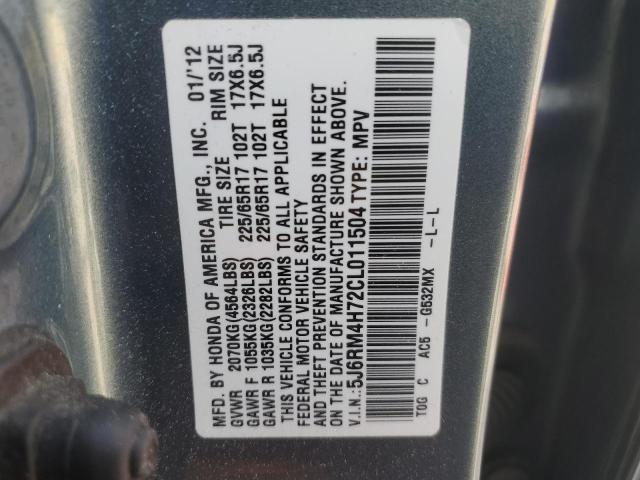 MFD. BY HONDA OF AMERICA MFG., INC. 01/'12
TIRE SIZE RIM SIZE
GVWR 2070KG(4564LBS)
GAWR F 1055KG(2328LBS) 225/65R17 102T 17X6.5J
GAWR R 1035KG(2282LBS) 225/65R17 102T 17X6.5J
THIS VEHICLE CONFORMS TO ALL APPLICABLE
FEDERAL MOTOR VEHICLE SAFETY
AND THEFT PREVENTION STANDARDS IN EFFECT
ON THE DATE OF MANUFACTURE SHOWN ABOVE.
V.I.N.:5J6RM4H72CL011504 TYPE: MPV
TOG C AC5 -G532MX -L-L